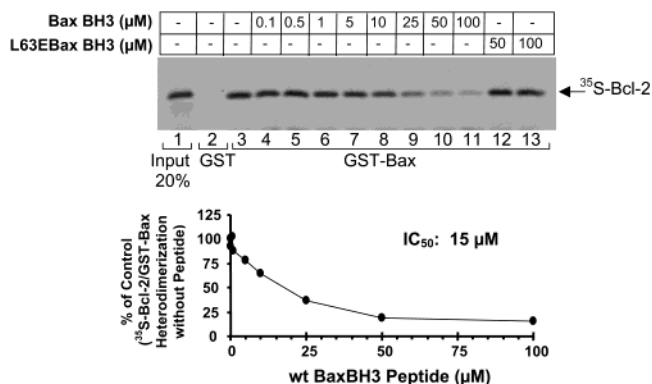 Bax BH3 (µM) - - - 0.1 0.5 1 5 10 25 50 100 - -
L63EBax BH3 (µM) - - - - - - - - - - - 50 100
35S-Bcl-2
1 2 3 4 5 6 7 8 9 10 11 12 13
Input 20% GST GST-Bax
% of Control
(35S-Bcl-2/GST-Bax
Heterodimerization
without Peptide)
125
100
75
50
25
0
IC50: 15 µM
0 25 50 75 100
wt BaxBH3 Peptide (µM)